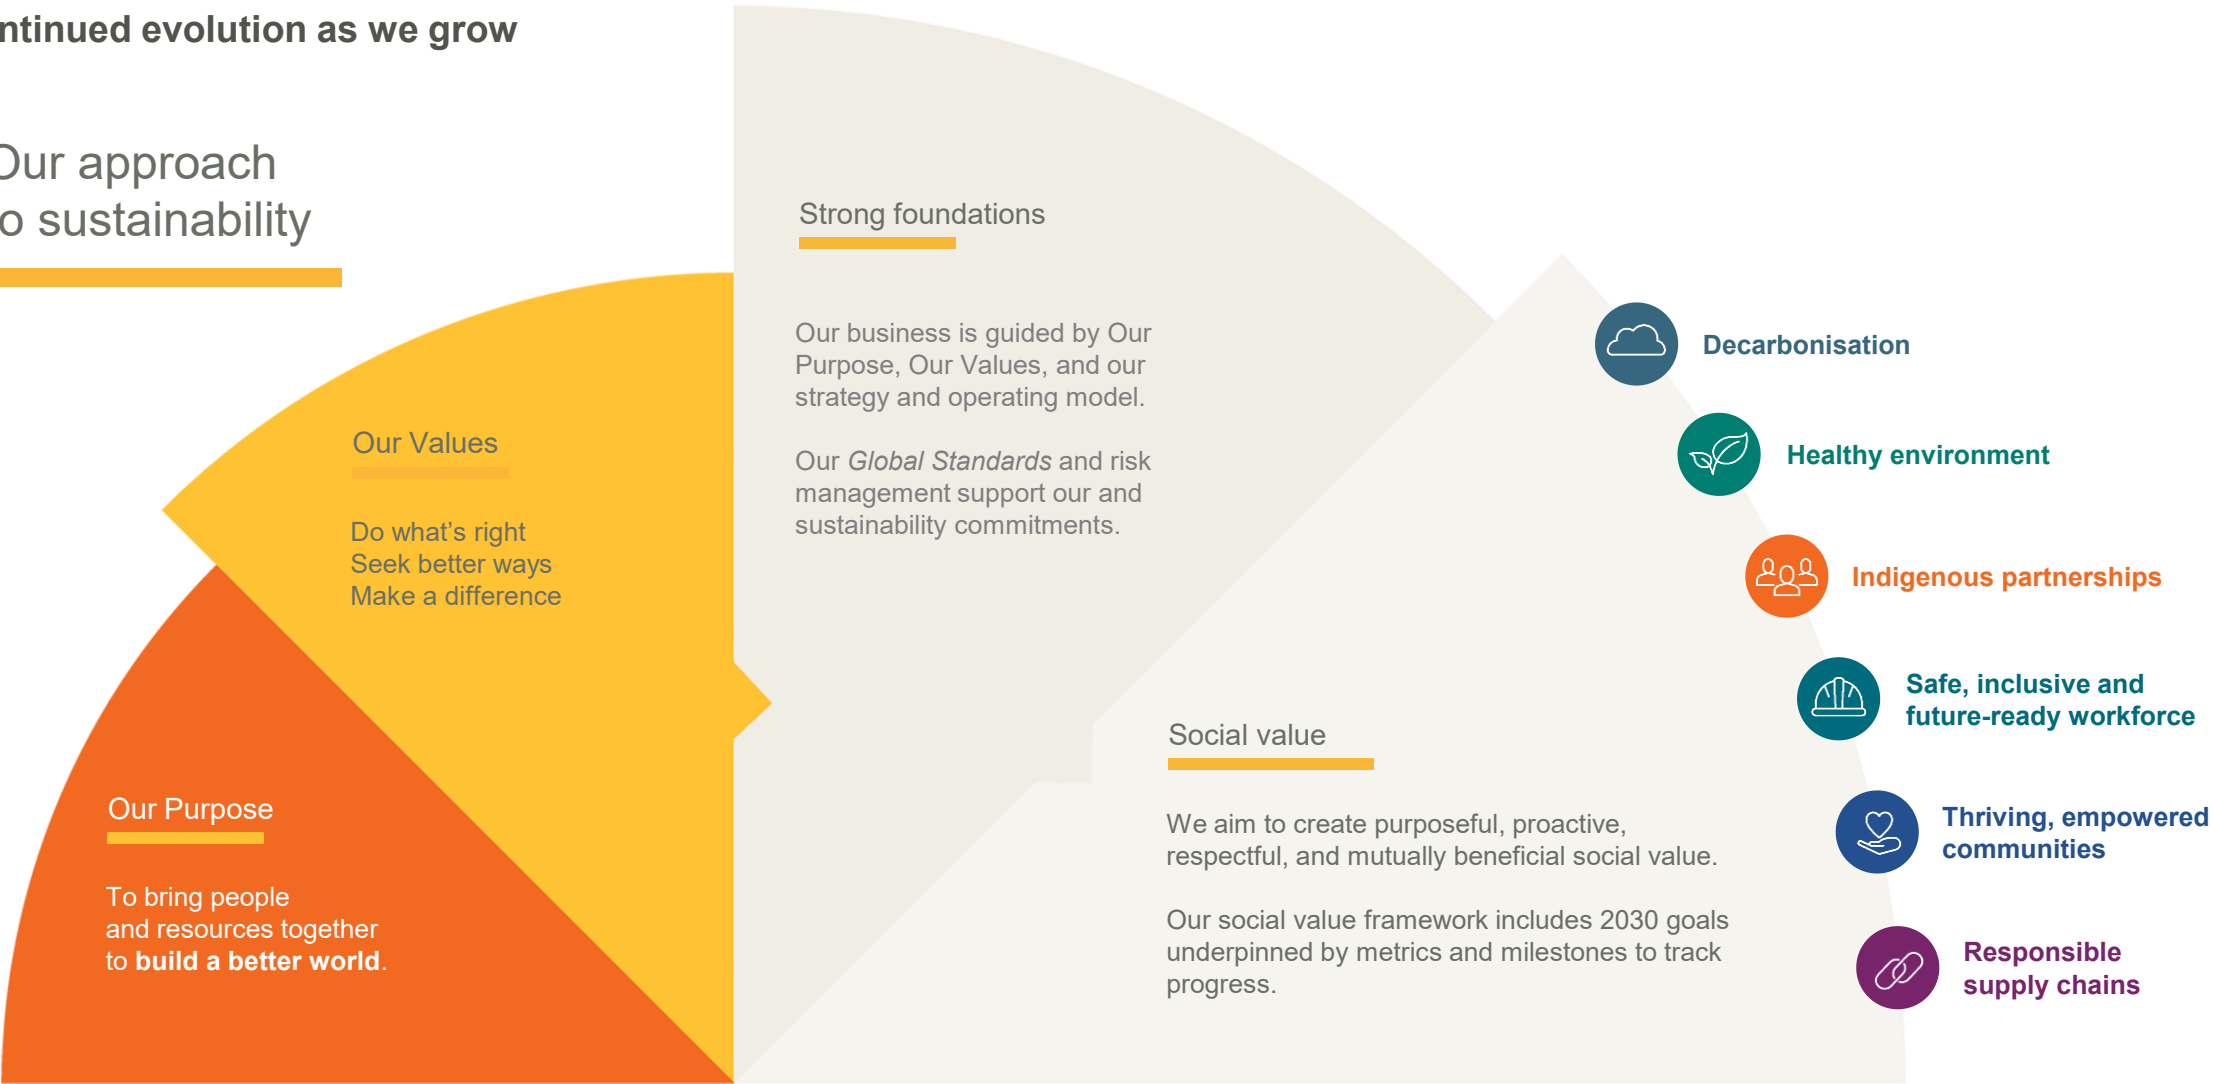 ntinued evolution as we grow
Our approach
o sustainability
Strong foundations
Our business is guided by Our
Purpose, Our Values, and our
strategy and operating model.
Our Global Standards and risk
management support our and
sustainability commitments.
Our Values
Do what's right
Seek better ways
Make a difference
Our Purpose
To bring people
and resources together
to build a better world.
Social value
We aim to create purposeful, proactive,
respectful, and mutually beneficial social value.
Our social value framework includes 2030 goals
underpinned by metrics and milestones to track
progress.
Decarbonisation
Healthy environment
Indigenous partnerships
Safe, inclusive and
future-ready workforce
Thriving, empowered
communities
Responsible
supply chains